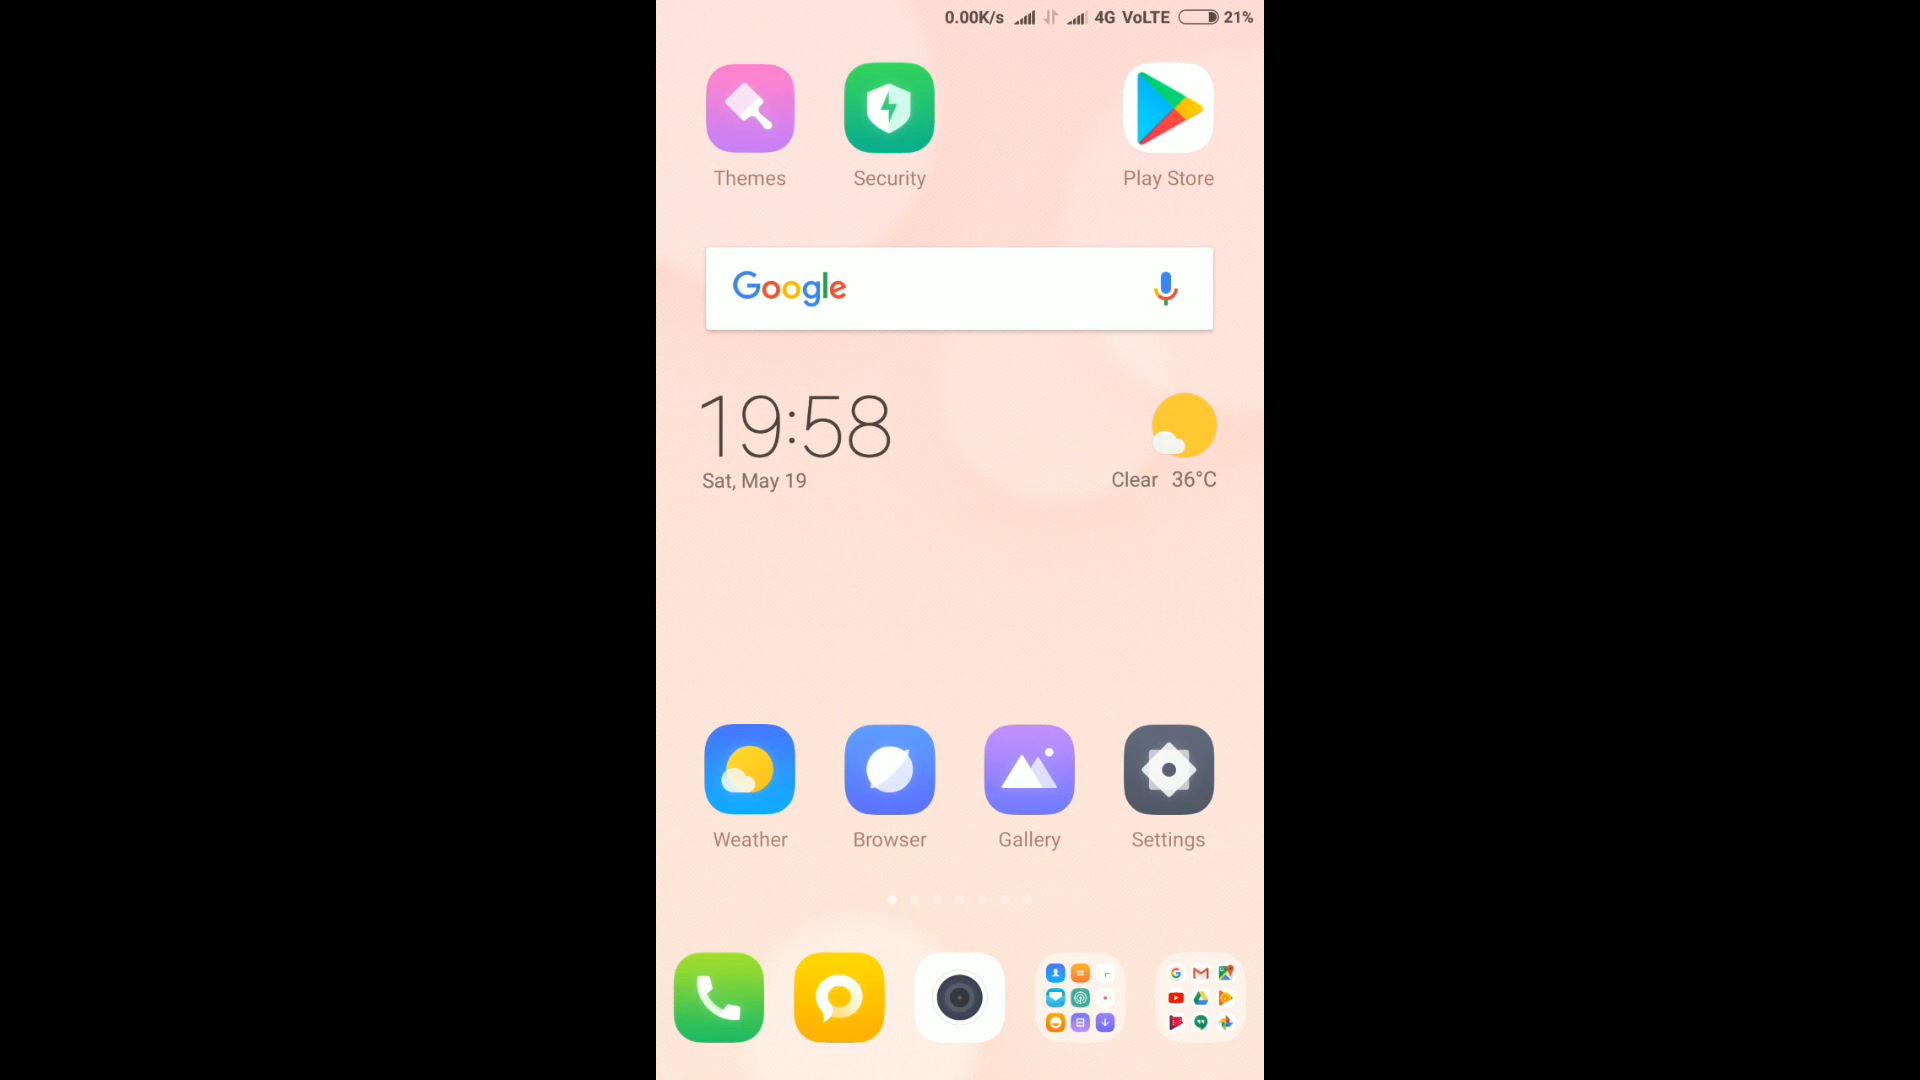 0.00K/s 4G VoLTE 21%
Themes Security Play Store
Google
19:58
Sat, May 19
Clear 36°C
Weather Browser Gallery Settings